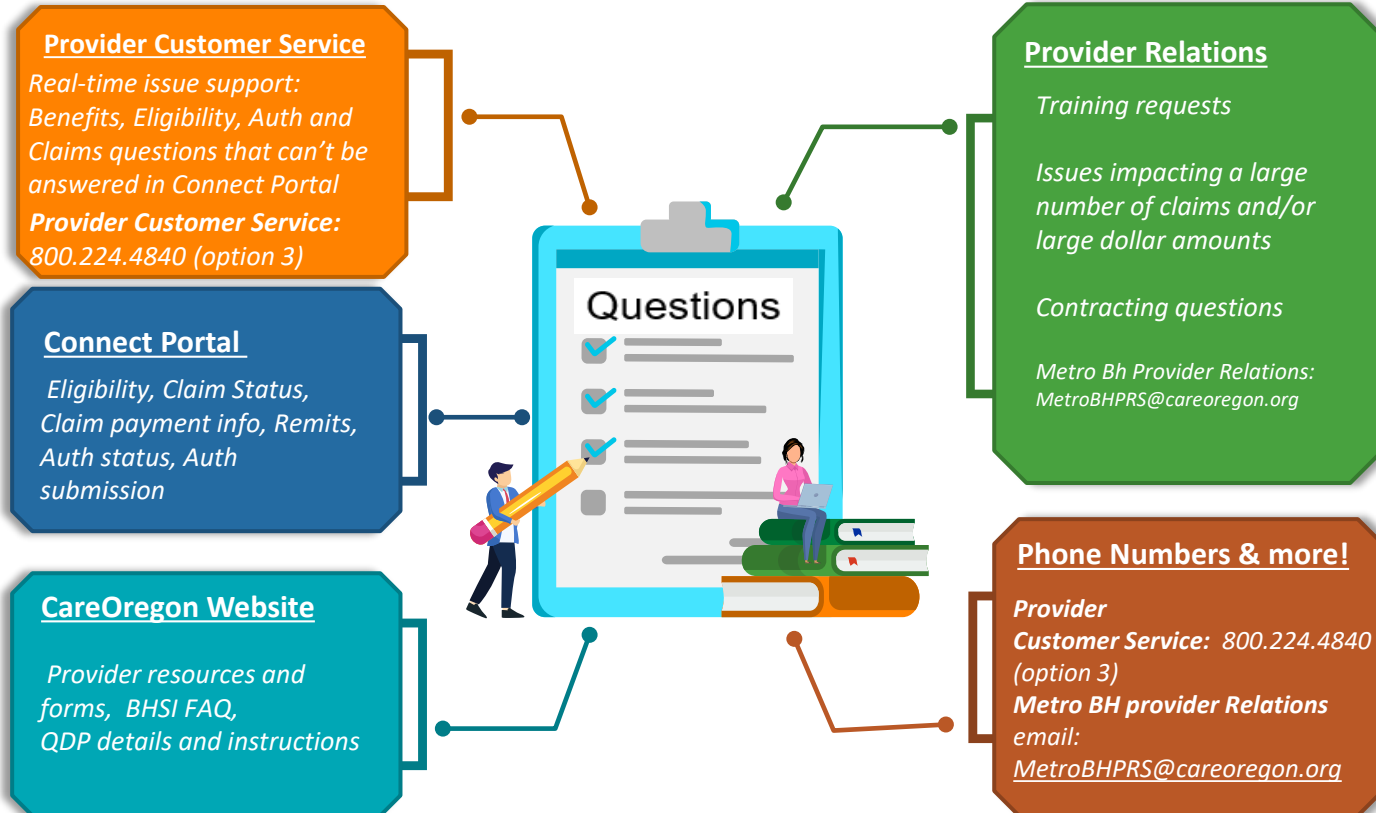 Provider Customer Service
Real-time issue support:
Benefits, Eligibility, Auth and
Claims questions that can't be
answered in Connect Portal
Provider Customer Service:
800.224.4840 (option 3)
Connect Portal
Eligibility, Claim Status,
Claim payment info, Remits,
Auth status, Auth
submission
CareOregon Website
Provider resources and
forms, BHSI FAQ,
QDP details and instructions
Questions
Provider Relations
Training requests
Issues impacting a large
number of claims and/or
large dollar amounts
Contracting questions
Metro Bh Provider Relations:
MetroBHPRS@careoregon.org
Phone Numbers & more!
Provider
Customer Service: 800.224.4840
(option 3)
Metro BH provider Relations
email:
MetroBHPRS@careoregon.org